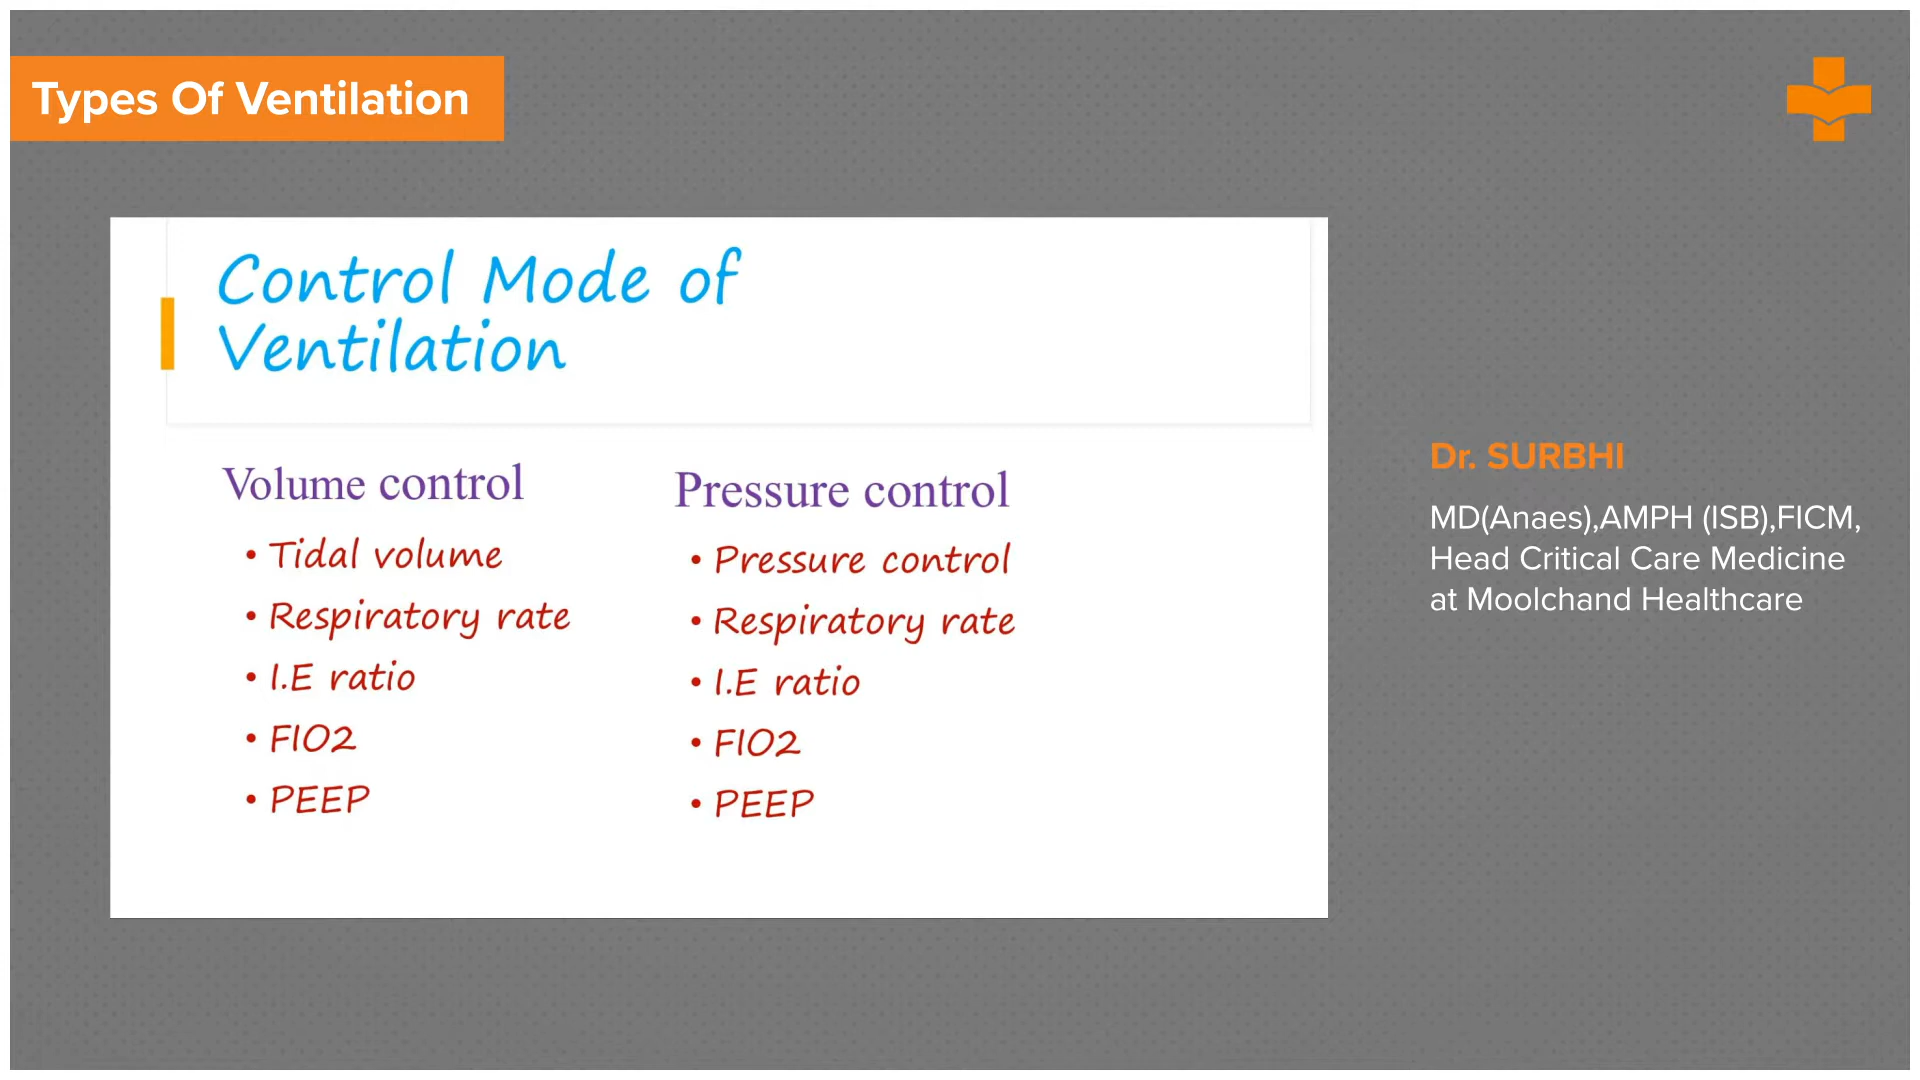 Types Of Ventilation
Control Mode of
Ventilation
Volume control
• Tidal volume
• Respiratory rate
• I.E ratio
• FIO2
• PEEP
Pressure control
• Pressure control
• Respiratory rate
• I.E ratio
• FIO2
• PEEP
Dr. SURBHI
MD(Anaes),AMPH (ISB),FICM,
Head Critical Care Medicine
at Moolchand Healthcare